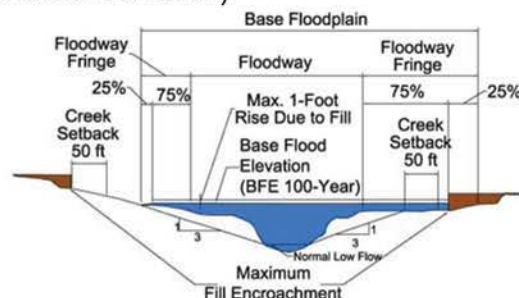 Base Floodplain
Floodway
Fringe
Floodway
Floodway
Fringe
25%
75%
75%
25%
Max. 1-Foot
Rise Due to Fill
Creek
Setback
50 ft
Base Flood
Elevation
(BFE 100-Year)
Creek
Setback
50 ft
1
3
3
1
Normal Low Flow
Maximum
Fill Encroachment